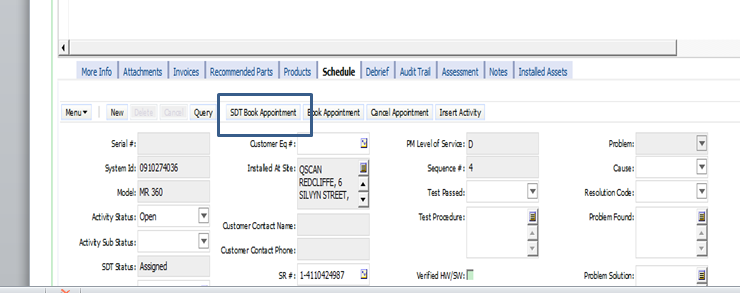 More Info Attachments Invoices Recommended Parts Products Schedule Debrief Audit Trail Assessment Notes Installed Assets
Menu New Delete Cancel Query SDT Book Appointment Book Appointment Cancel Appointment Insert Activity
Serial #: Customer Eq #: PM Level of Service: D Problem:
System Id: 0910274036 Installed At Site: QSCAN Sequence #: 4 Cause:
REDCLIFFE, 6
Model: MR 360 SILVYN STREET, Test Passed: Resolution Code:
Activity Status: Open Test Procedure: Problem Found:
Customer Contact Name:
Activity Sub Status:
Customer Contact Phone:
SDT Status: Assigned
SR #: 1-4110424987 Verified HW/SW: Problem Solution: